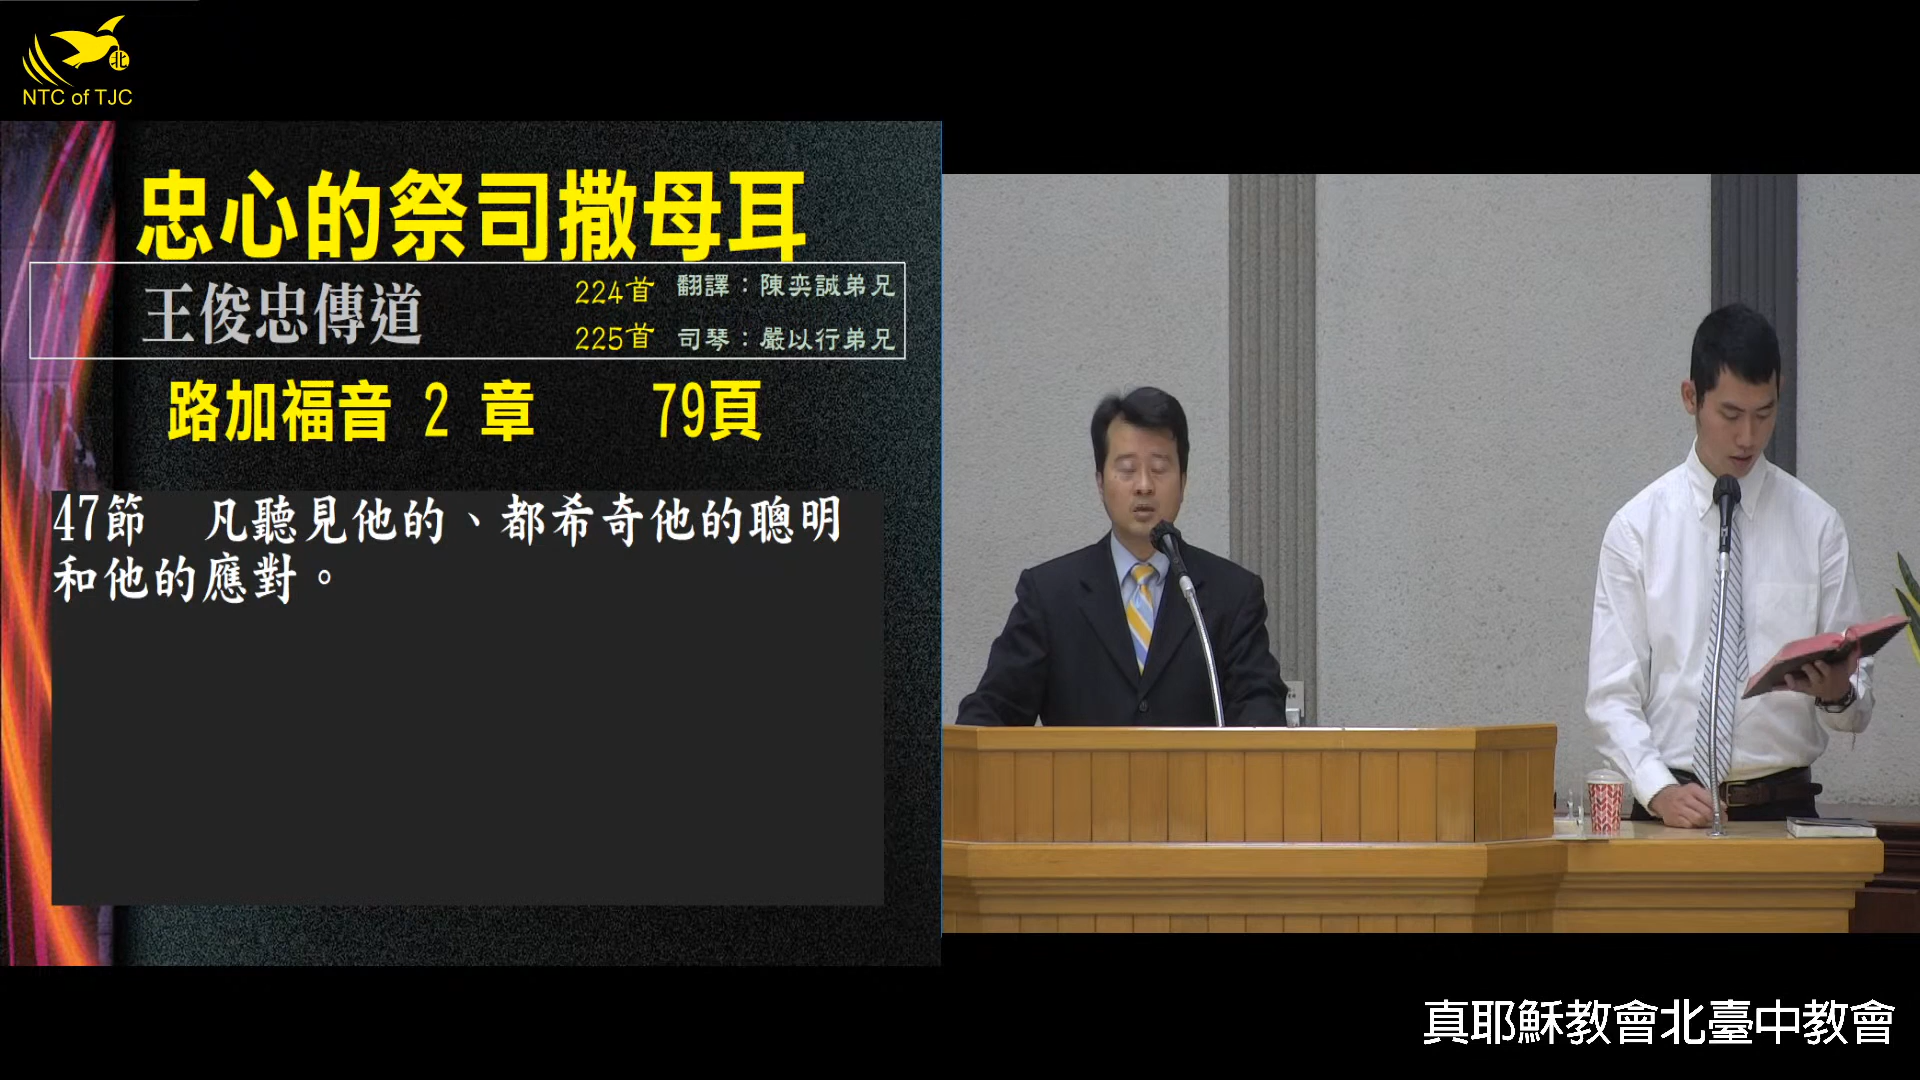 北
NTC of TJC
忠心的祭司撒母耳
王俊忠傳道
224首 翻譯：陳奕誠弟兄
225首 司琴：嚴以行弟兄
路加福音 2 章 79頁
47節 凡聽見他的、都希奇他的聰明
和他的應對。
真耶穌教會北臺中教會